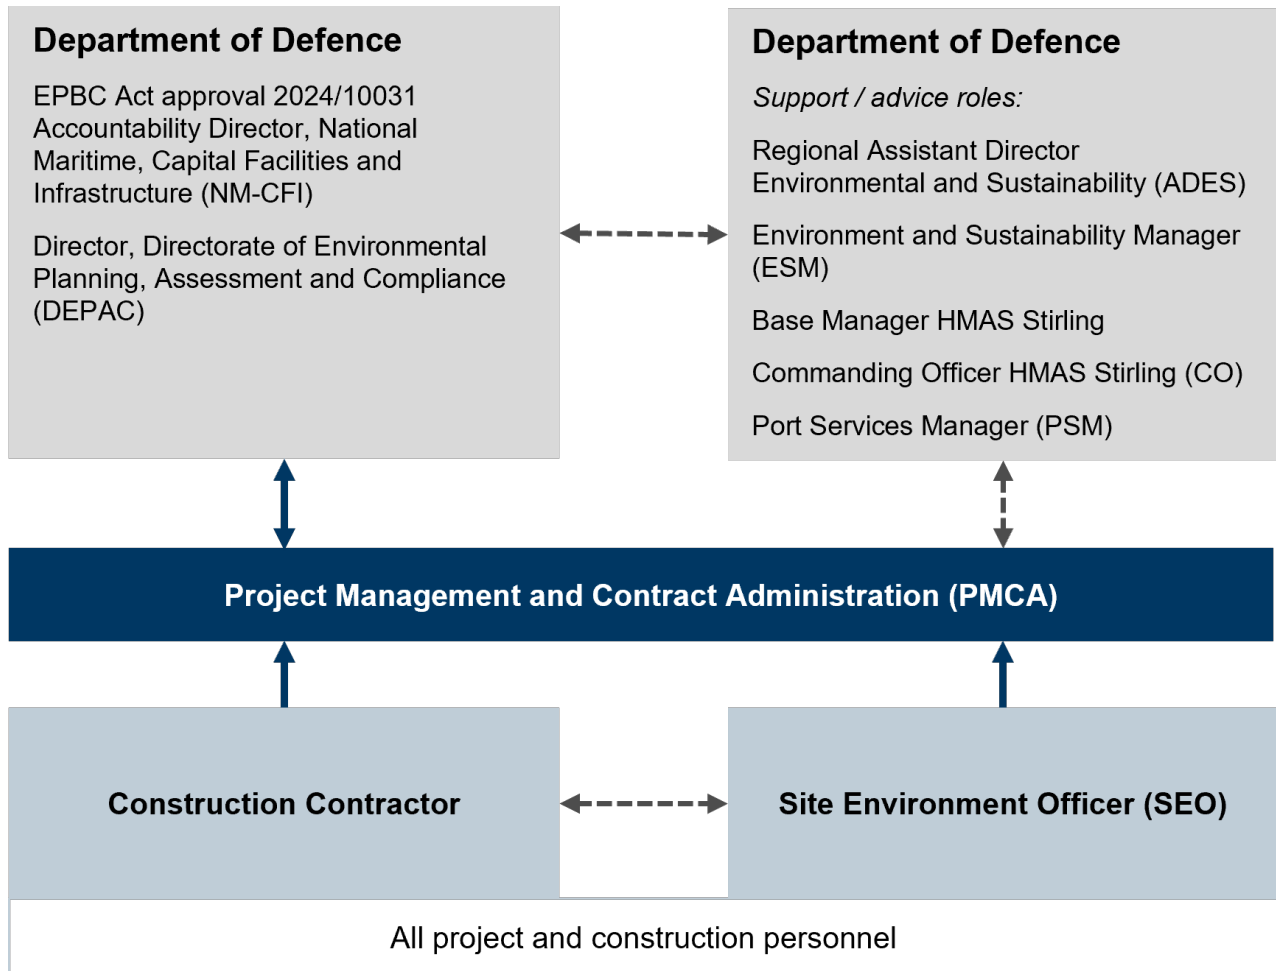 Department of Defence
EPBC Act approval 2024/10031
Accountability Director, National
Maritime, Capital Facilities and
Infrastructure (NM-CFI)
Director, Directorate of Environmental
Planning, Assessment and Compliance
(DEPAC)
Department of Defence
Support / advice roles:
Regional Assistant Director
Environmental and Sustainability (ADES)
Environment and Sustainability Manager
(ESM)
Base Manager HMAS Stirling
Commanding Officer HMAS Stirling (CO)
Port Services Manager (PSM)
Project Management and Contract Administration (PMCA)
Construction Contractor
Site Environment Officer (SEO)
All project and construction personnel